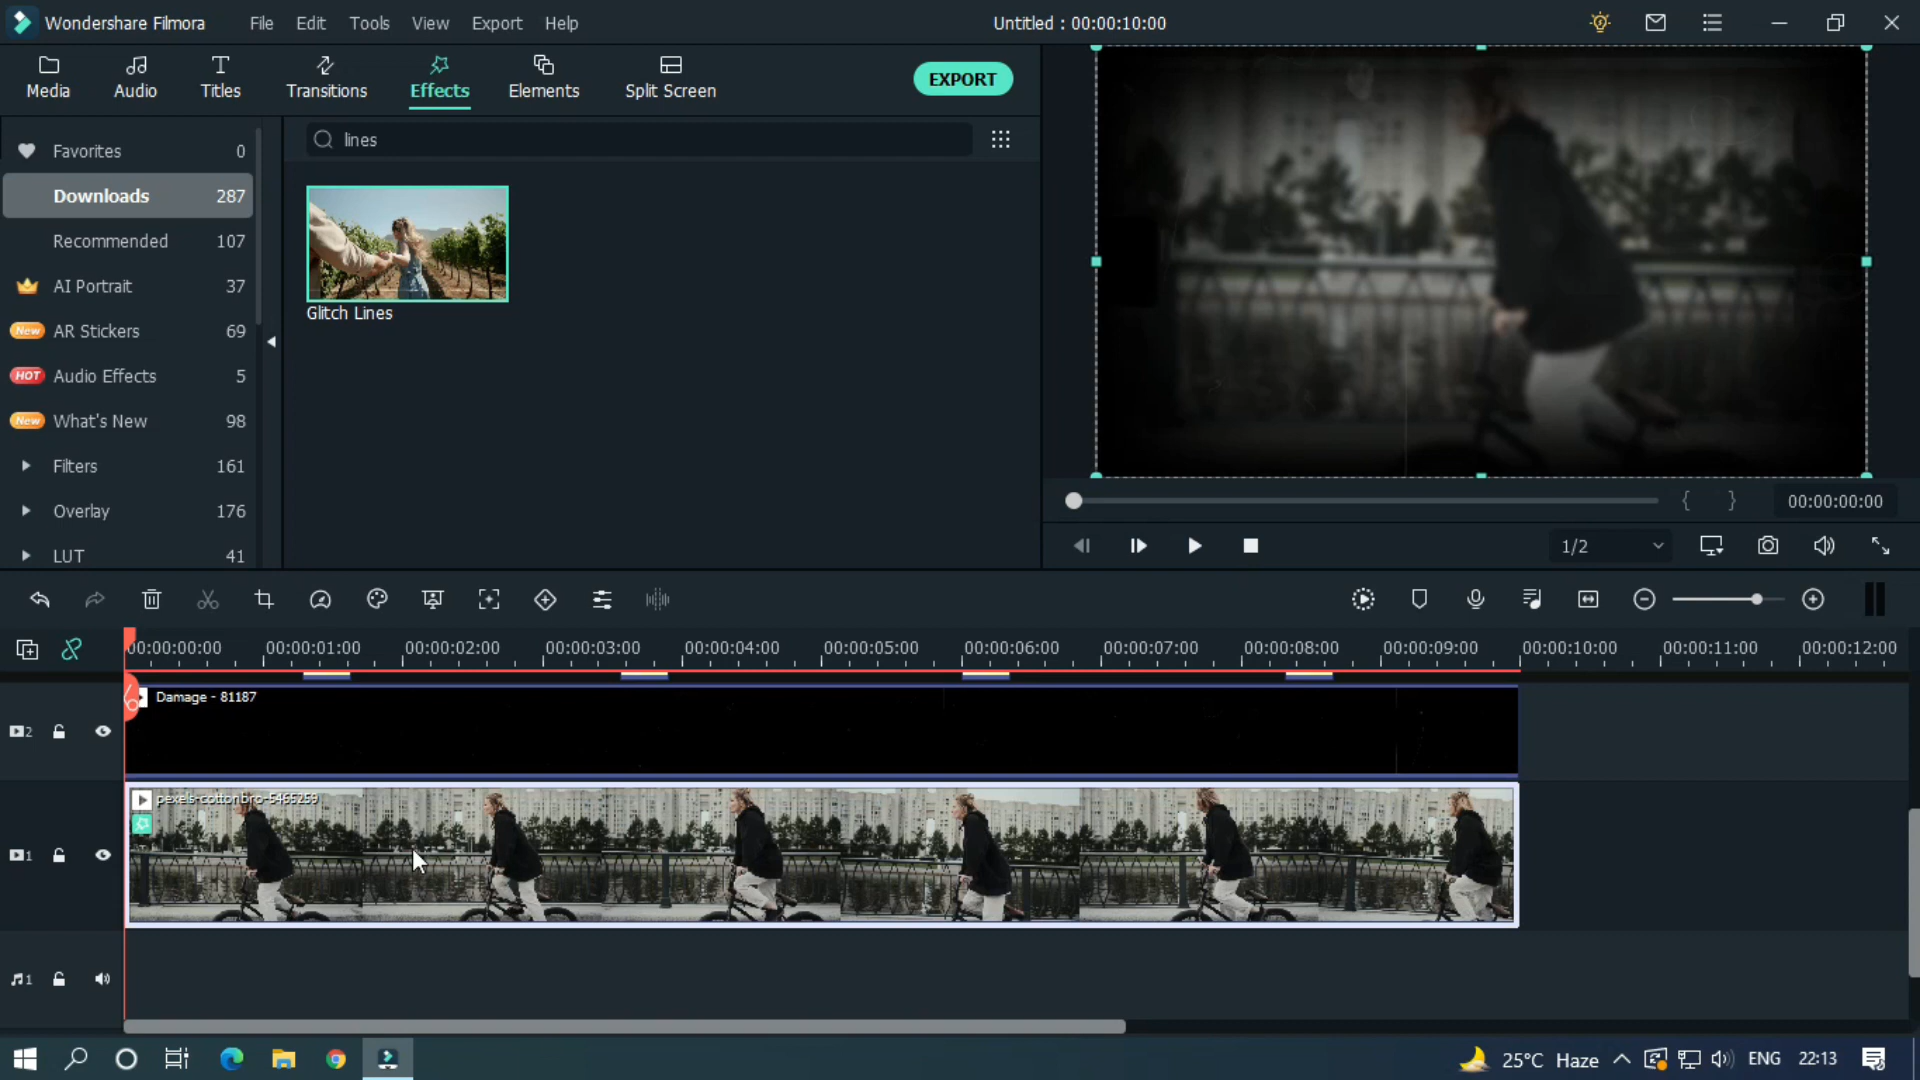 Wondershare Filmora
File
Edit
Tools
View
Export
Help
Untitled : 00:00:10:00
Media
Audio
Titles
Transitions
Effects
Elements
Split Screen
EXPORT
lines
Favorites 0
Downloads 287
Recommended 107
AI Portrait 37
New AR Stickers 69
HOT Audio Effects 5
New What's New 98
Filters 161
Overlay 176
LUT 41
Glitch Lines
{ }
00:00:00:00
1/2
00:00:00:00
00:00:01:00
00:00:02:00
00:00:03:00
00:00:04:00
00:00:05:00
00:00:06:00
00:00:07:00
00:00:08:00
00:00:09:00
00:00:10:00
00:00:11:00
00:00:12:00
2
Damage - 81187
1
pexels-cottonbro-5465259
1
25°C Haze
ENG
22:13